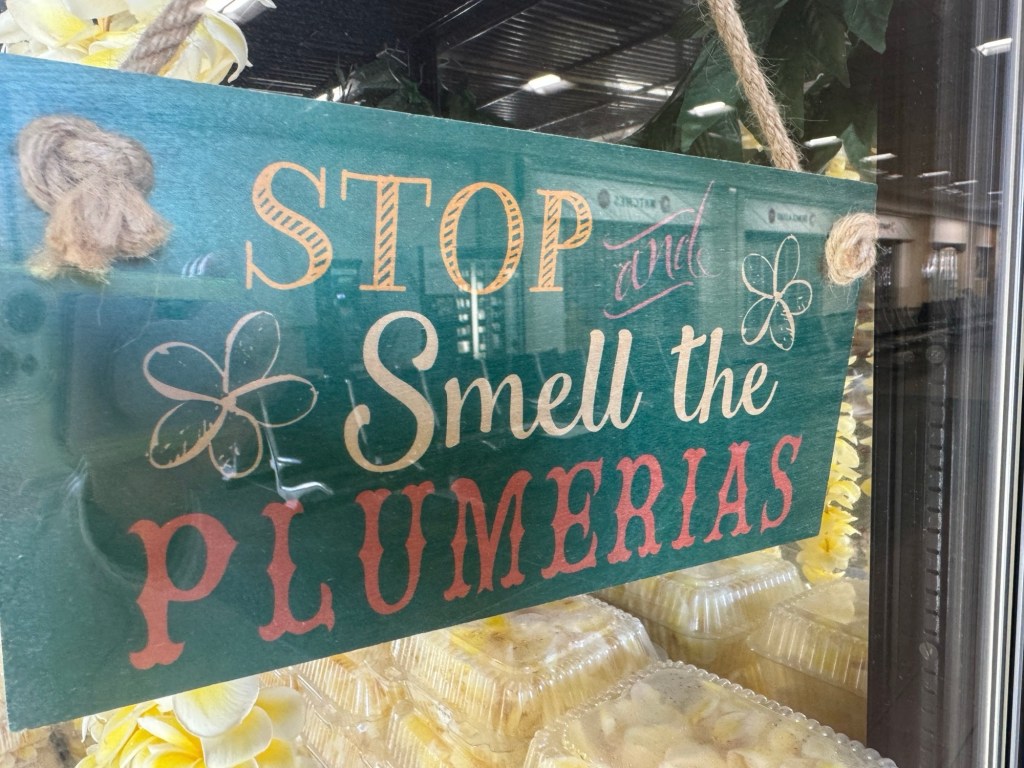 STOP and
Smell the
PLUMERIAS